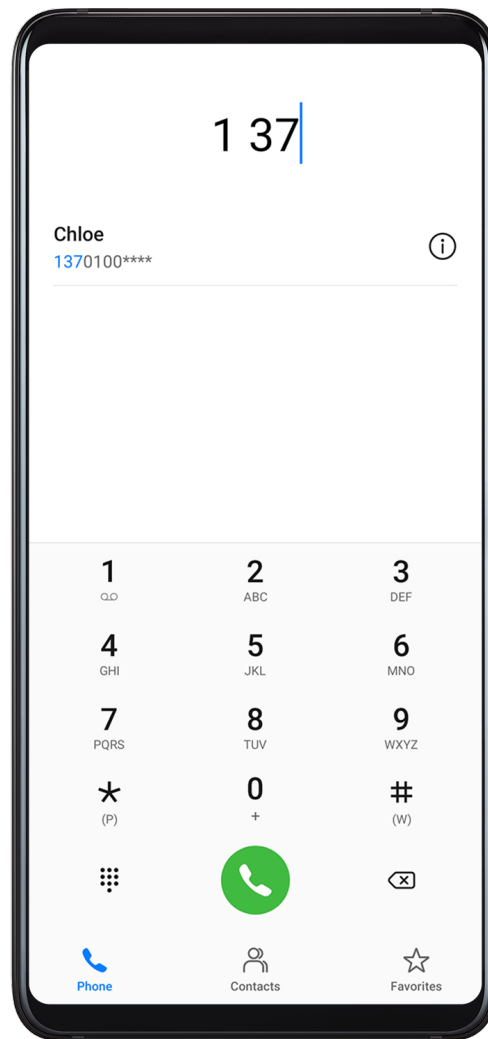 1 37
Chloe
1370100****
1 2 3
ABC DEF
4 5 6
GHI JKL MNO
7 8 9
PQRS TUV WXYZ
* 0 #
(P) + (W)
Phone Contacts Favorites